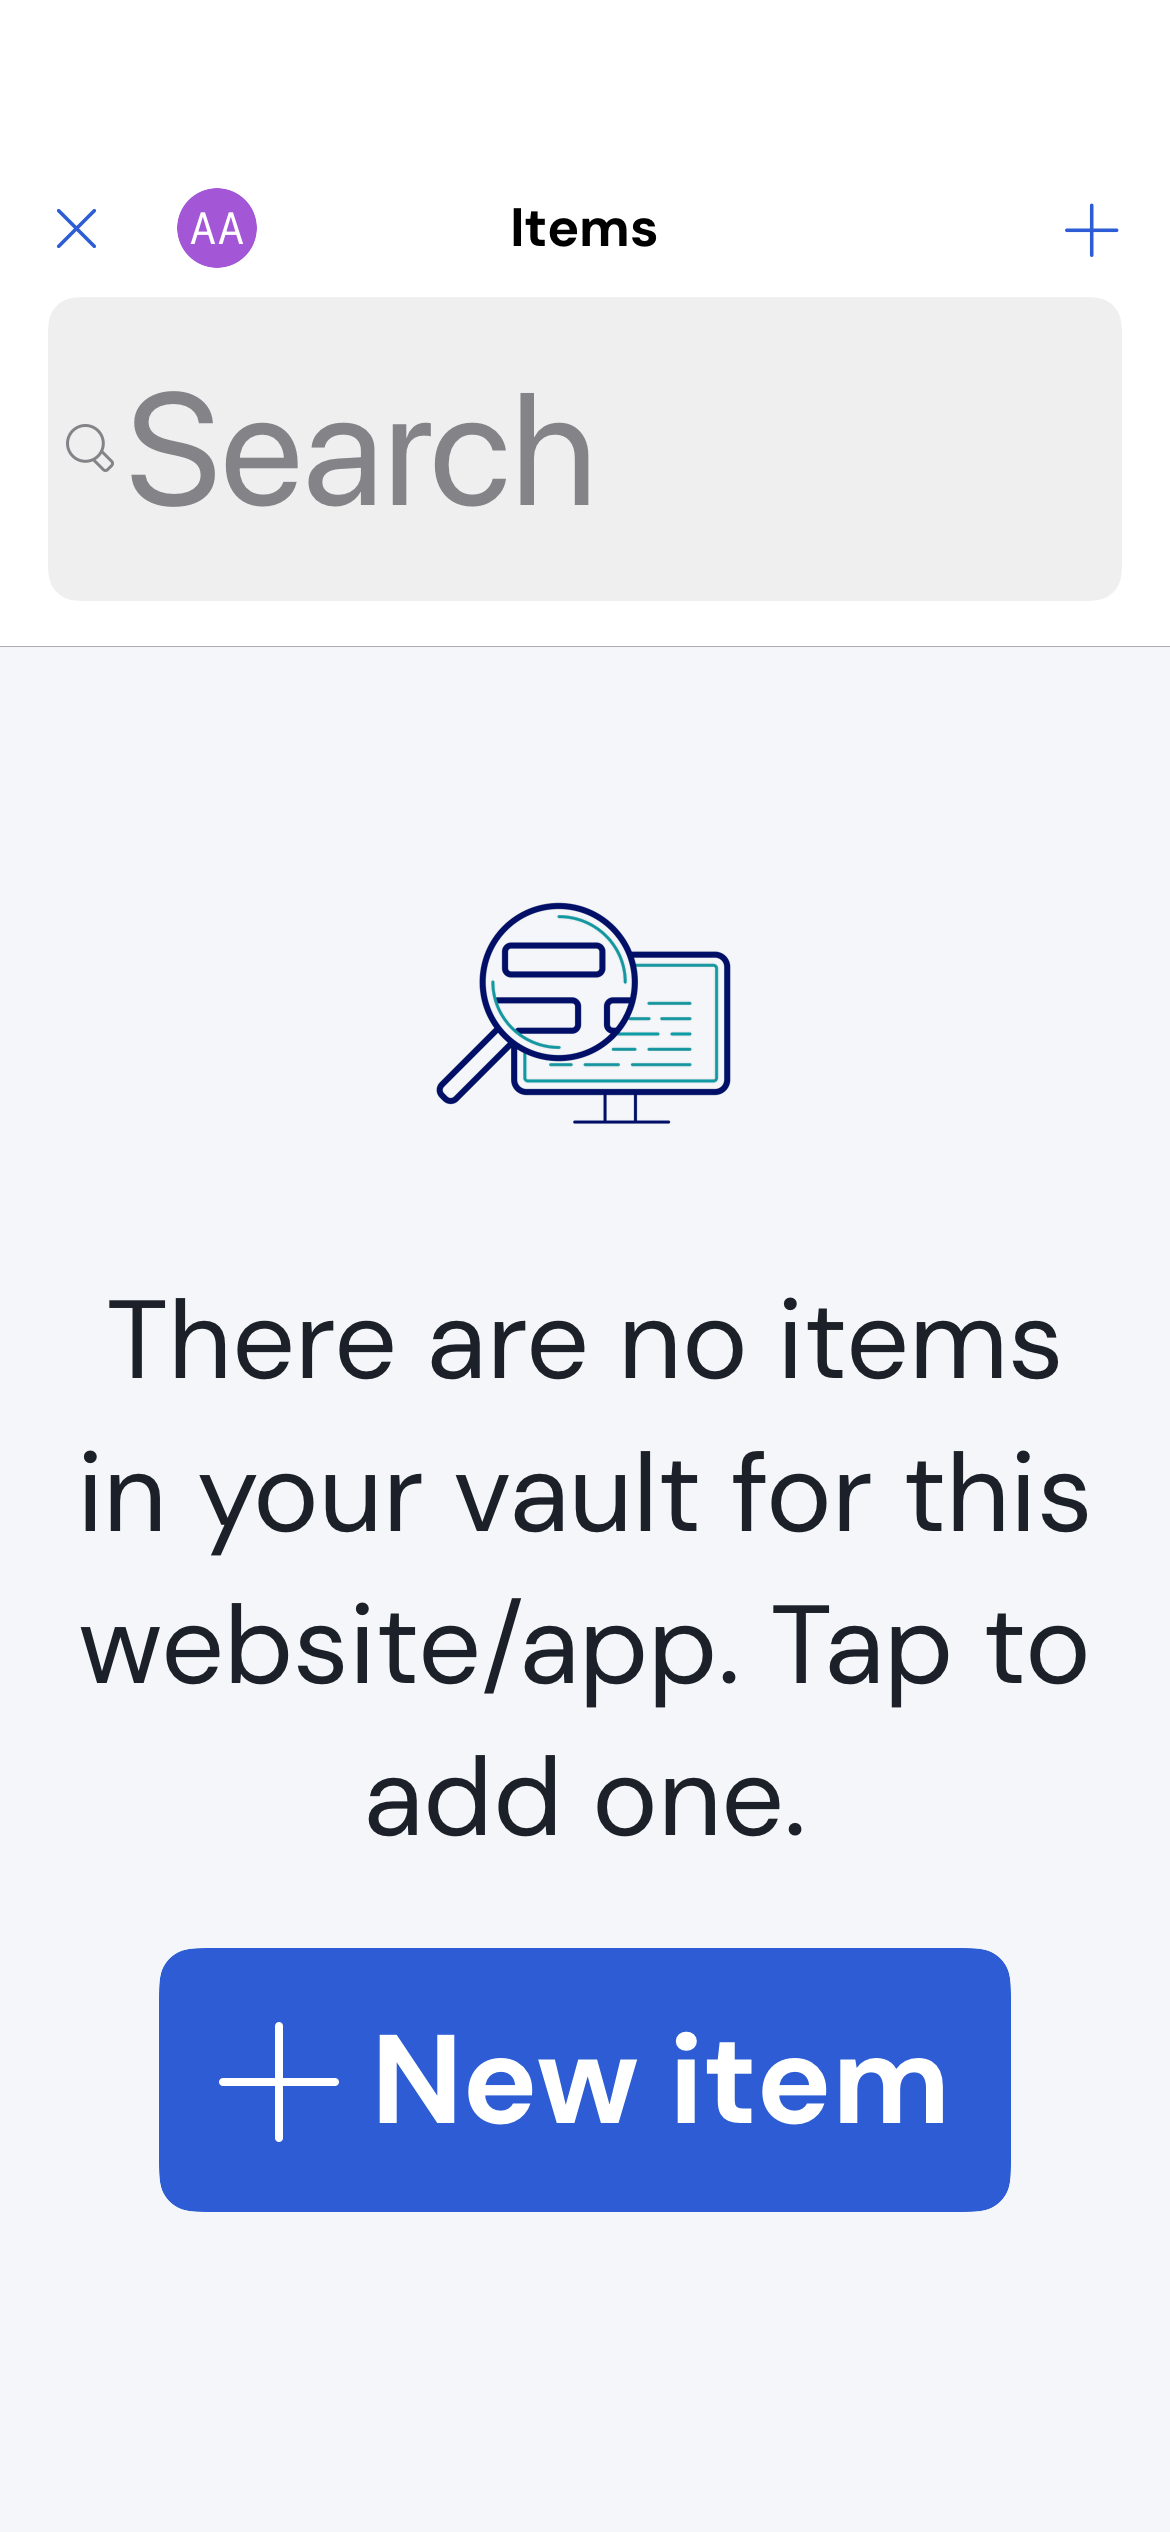 AA
Items
Search
There are no items
in your vault for this
website/app. Tap to
add one.
New item